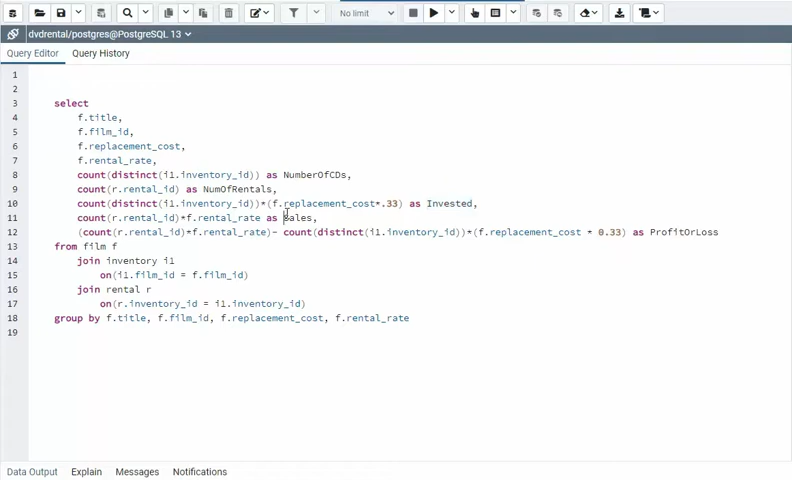 No limit
dvdrental/postgres@PostgreSQL 13
Query Editor Query History
1
2
3 select
4 f.title,
5 f.film_id,
6 f.replacement_cost,
7 f.rental_rate,
8 count(distinct(i1.inventory_id)) as NumberOfCDs,
9 count(r.rental_id) as NumOfRentals,
10 count(distinct(i1.inventory_id))*(f.replacement_cost*.33) as Invested,
11 count(r.rental_id)*f.rental_rate as Sales,
12 (count(r.rental_id)*f.rental_rate)- count(distinct(i1.inventory_id))*(f.replacement_cost * 0.33) as ProfitOrLoss
13 from film f
14 join inventory i1
15 on(i1.film_id = f.film_id)
16 join rental r
17 on(r.inventory_id = i1.inventory_id)
18 group by f.title, f.film_id, f.replacement_cost, f.rental_rate
19
Data Output Explain Messages Notifications